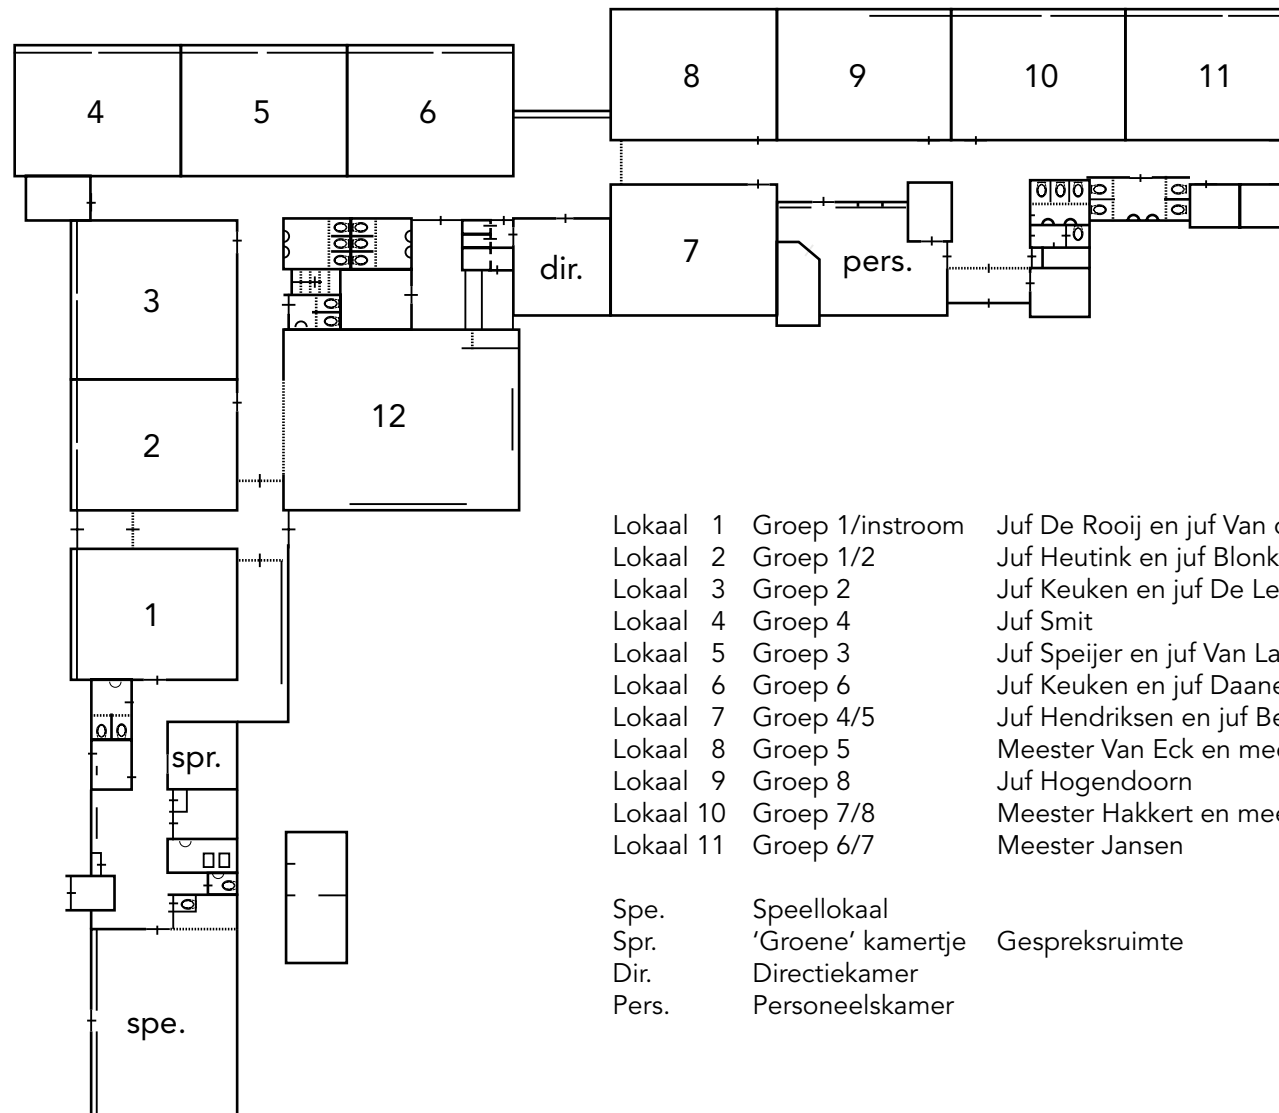 8 9 10 11
4 5 6
3
dir.
7
pers.
12
2
1
spr.
spe.
Lokaal 1 Groep 1/instroom Juf De Rooij en juf Van
Lokaal 2 Groep 1/2 Juf Heutink en juf Blonk
Lokaal 3 Groep 2 Juf Keuken en juf De Le
Lokaal 4 Groep 4 Juf Smit
Lokaal 5 Groep 3 Juf Speijer en juf Van La
Lokaal 6 Groep 6 Juf Keuken en juf Daane
Lokaal 7 Groep 4/5 Juf Hendriksen en juf Be
Lokaal 8 Groep 5 Meester Van Eck en mee
Lokaal 9 Groep 8 Juf Hogendoorn
Lokaal 10 Groep 7/8 Meester Hakkert en mee
Lokaal 11 Groep 6/7 Meester Jansen
Spe. Speellokaal
Spr. ‘Groene’ kamertje Gespreksruimte
Dir. Directiekamer
Pers. Personeelskamer